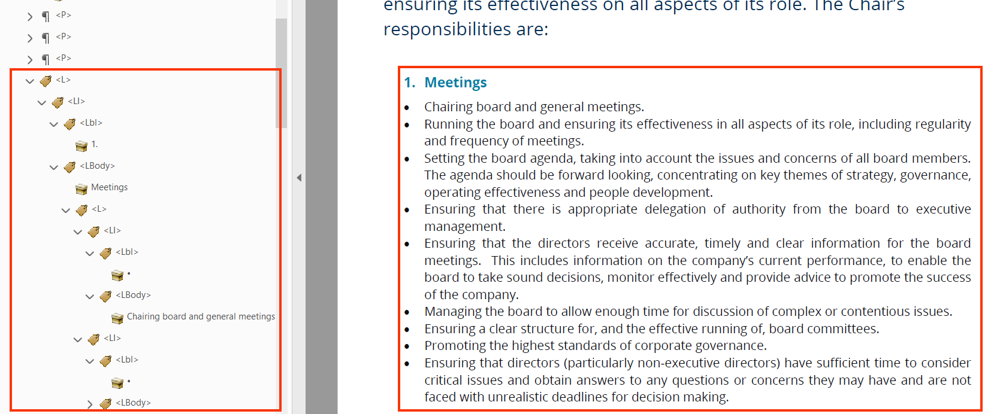 <P>
<P>
<P>
<L>
<LI>
<Lbl>
1.
<LBody>
Meetings
<L>
<LI>
<Lbl>
•
<LBody>
Chairing board and general meetings
<LI>
<Lbl>
•
<LBody>
ensuring its effectiveness on all aspects of its role. The Chair's
responsibilities are:
1. Meetings
• Chairing board and general meetings.
• Running the board and ensuring its effectiveness in all aspects of its role, including regularity
and frequency of meetings.
• Setting the board agenda, taking into account the issues and concerns of all board members.
The agenda should be forward looking, concentrating on key themes of strategy, governance,
operating effectiveness and people development.
• Ensuring that there is appropriate delegation of authority from the board to executive
management.
• Ensuring that the directors receive accurate, timely and clear information for the board
meetings.  This includes information on the company's current performance, to enable the
board to take sound decisions, monitor effectively and provide advice to promote the success
of the company.
• Managing the board to allow enough time for discussion of complex or contentious issues.
• Ensuring a clear structure for, and the effective running of, board committees.
• Promoting the highest standards of corporate governance.
• Ensuring that directors (particularly non-executive directors) have sufficient time to consider
critical issues and obtain answers to any questions or concerns they may have and are not
faced with unrealistic deadlines for decision making.